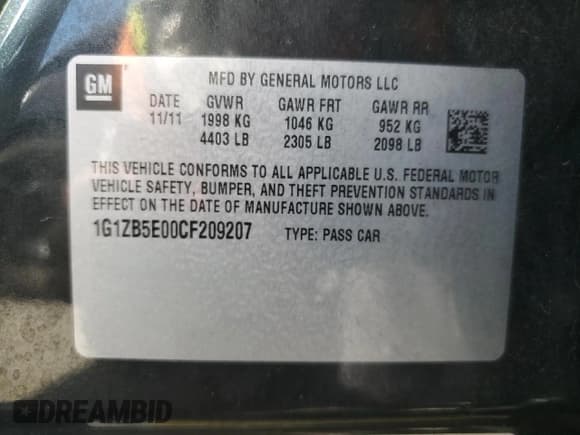 GM
MFD BY GENERAL MOTORS LLC
DATE GVWR GAWR FRT GAWR RR
11/11 1998 KG 1046 KG 952 KG
4403 LB 2305 LB 2098 LB
THIS VEHICLE CONFORMS TO ALL APPLICABLE U.S. FEDERAL MOTOR
VEHICLE SAFETY, BUMPER, AND THEFT PREVENTION STANDARDS IN
EFFECT ON THE DATE OF MANUFACTURE SHOWN ABOVE.
1G1ZB5E00CF209207 TYPE: PASS CAR
DREAMBID